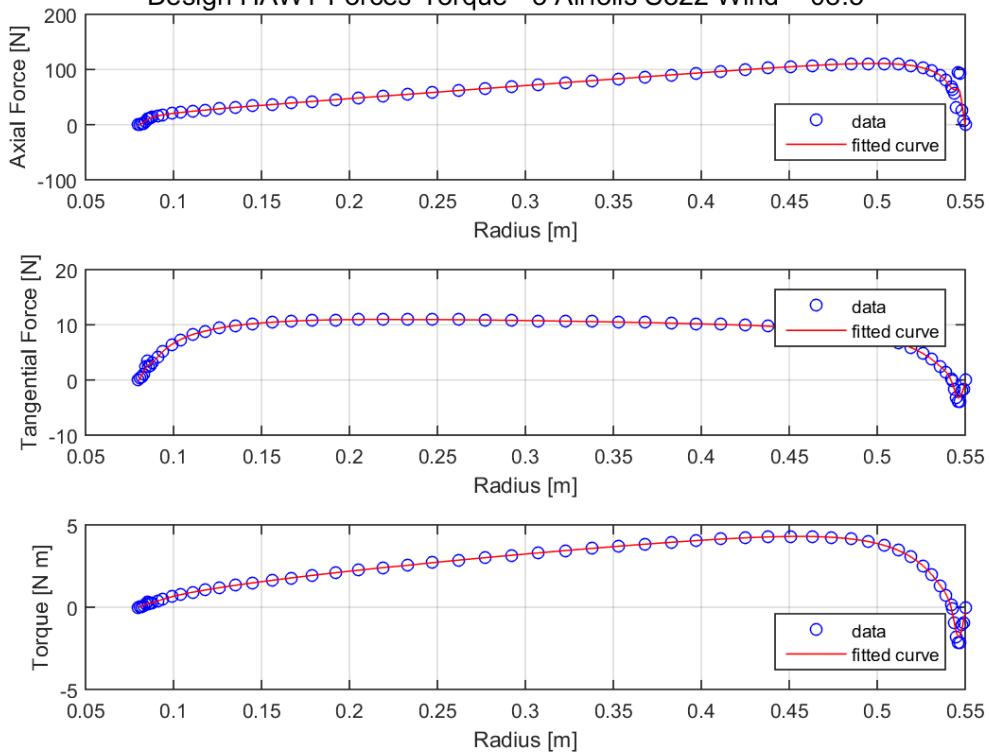 Design HAWT Forces Torque Airfoils Wind
Axial Force [N]
200
100
0
-100
data
fitted curve
0.05 0.1 0.15 0.2 0.25 0.3 0.35 0.4 0.45 0.5 0.55
Radius [m]
Tangential Force [N]
20
10
0
-10
data
fitted curve
0.05 0.1 0.15 0.2 0.25 0.3 0.35 0.4 0.45 0.5 0.55
Radius [m]
Torque [N m]
5
0
-5
data
fitted curve
0.05 0.1 0.15 0.2 0.25 0.3 0.35 0.4 0.45 0.5 0.55
Radius [m]